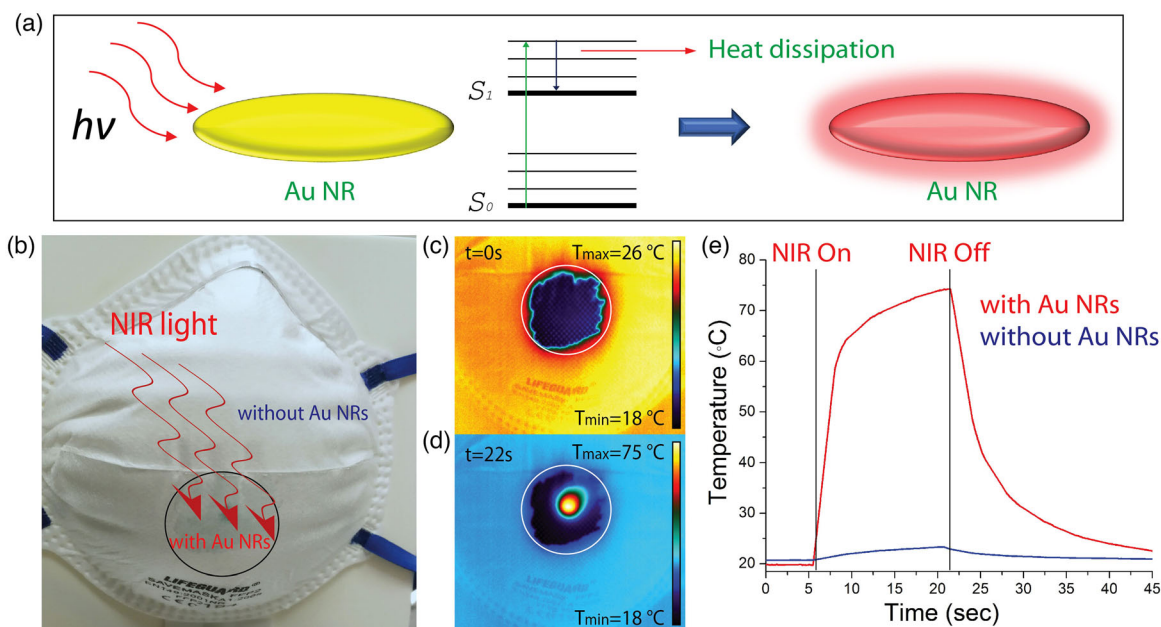 (a)
hν
Au NR
S₁
S₀
Heat dissipation
Au NR
(b)
NIR light
without Au NRs
with Au NRs
LIFEGUARD
(c)
t=0s
Tmax=26 °C
LIFEGUARD
Tmin=18 °C
(d)
t=22s
Tmax=75 °C
Tmin=18 °C
(e)
NIR On
NIR Off
with Au NRs
without Au NRs
80
70
60
50
40
30
20
Temperature (◦C)
0
5
10
15
20
25
30
35
40
45
Time (sec)